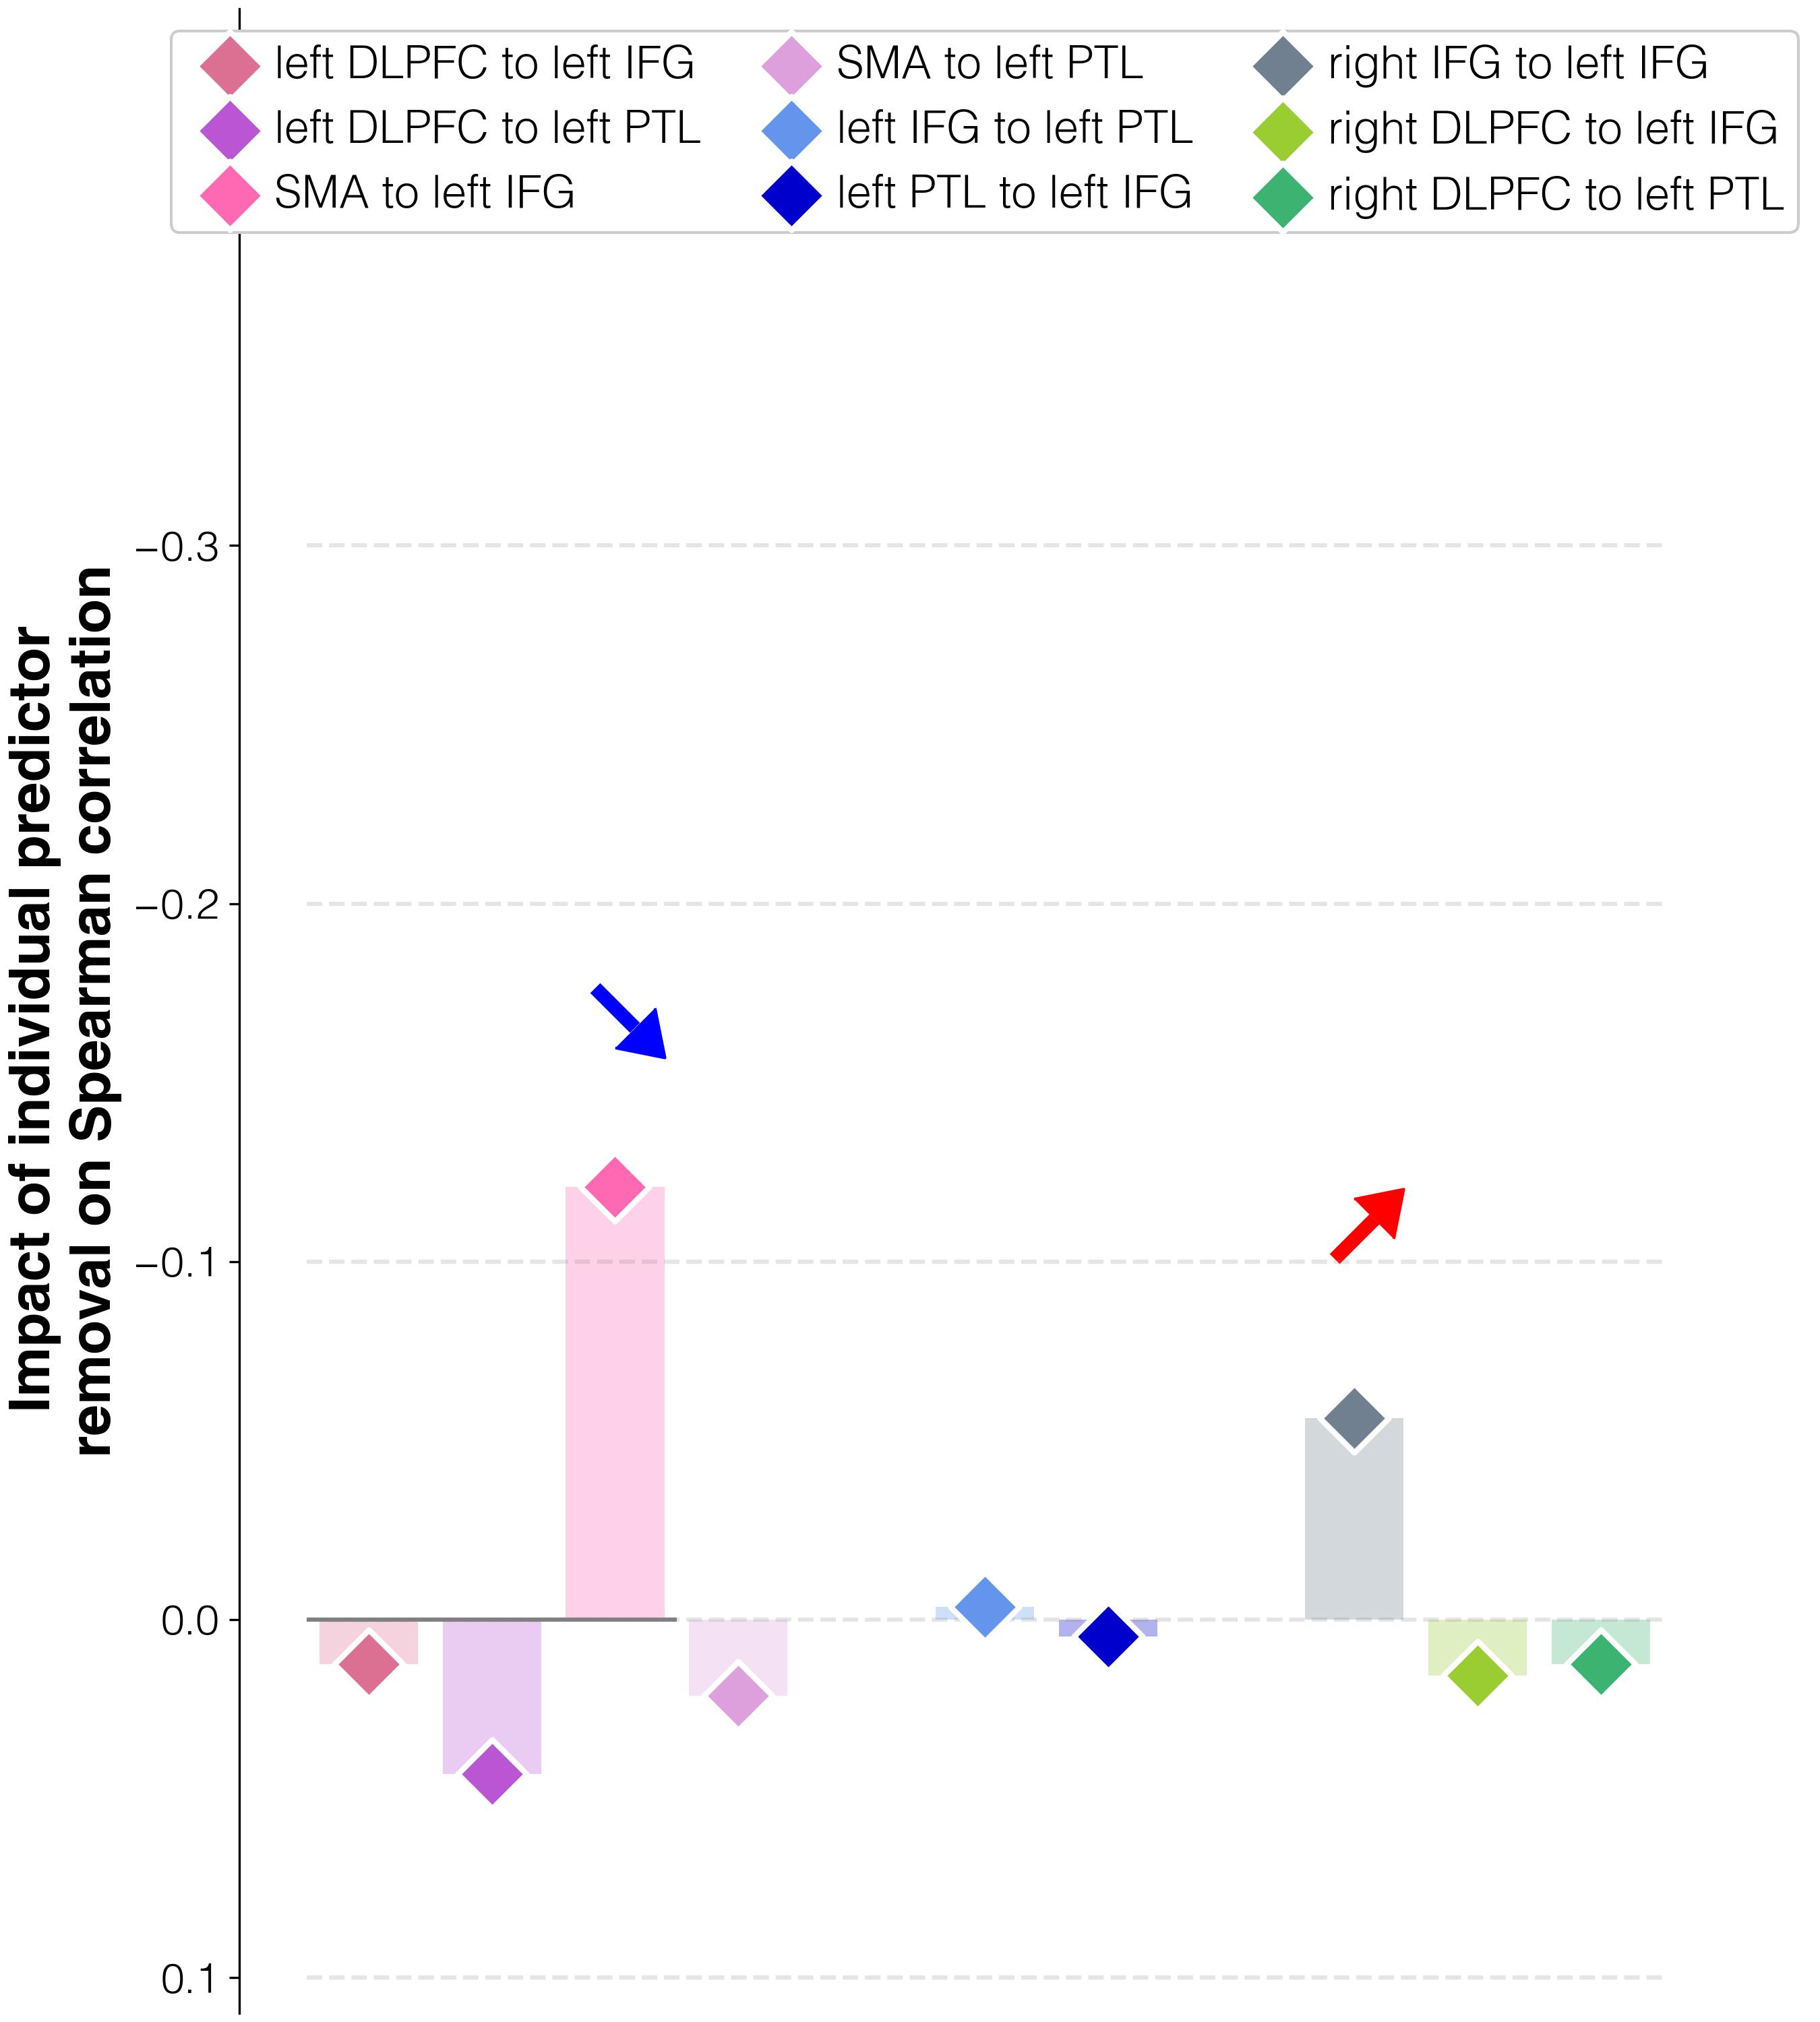 left DLPFC to left IFG
left DLPFC to left PTL
SMA to left IFG
SMA to left PTL
left IFG to left PTL
left PTL to left IFG
right IFG to left IFG
right DLPFC to left IFG
right DLPFC to left PTL
Impact of individual predictor
removal on Spearman correlation
−0.3
−0.2
−0.1
0.0
0.1